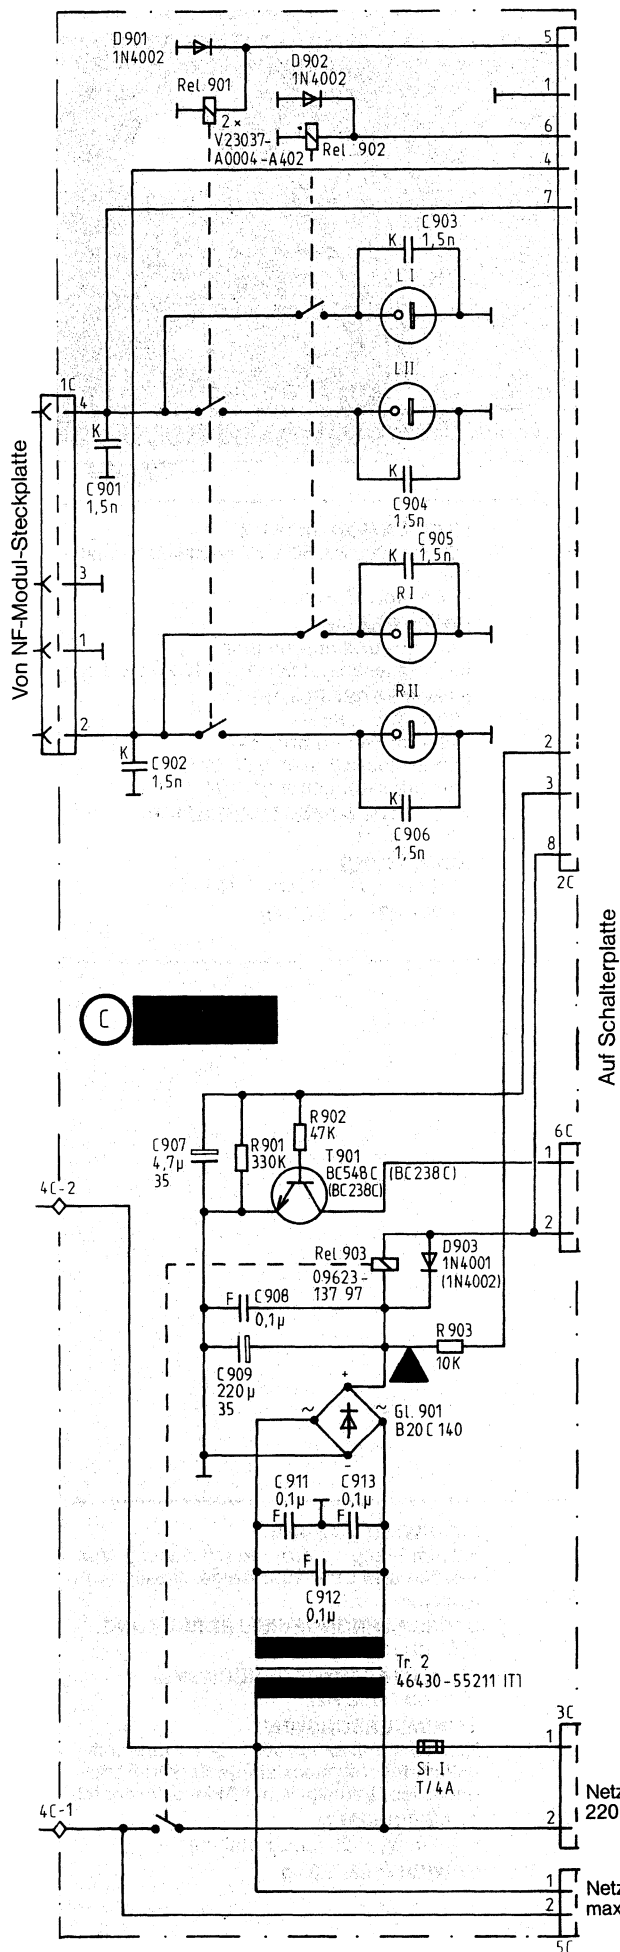 D901
1N4002
5
D902
1N4002
Rel. 901
1
2×
V23037-
A0004-A402
Rel. 902
6
4
7
C903
K
1,5n
L I
L II
1C
4
K
C901
1,5n
K
C904
1,5n
C905
K
1,5n
R I
3
1
R II
2
K
C902
1,5n
K
C906
1,5n
Von NF-Modul-Steckplatte
2
3
8
2C
Auf Schalterplatte
C
C907
4,7µ
35
R901
330K
R902
47K
T901
BC548C (BC238C)
(BC238C)
6C
1
2
4C-2
Rel 903
09623-
137 97
D903
1N4001
(1N4002)
F
C908
0,1µ
C909
220µ
35
R903
10K
+
~
~
-
Gl. 901
B20C140
C911
0,1µ
C913
0,1µ
F
F
F
C912
0,1µ
Tr. 2
46430-55211 (T)
3C
1
Si I
T/4A
4C-1
2
Netz
220
1
2
Netz
max
5C